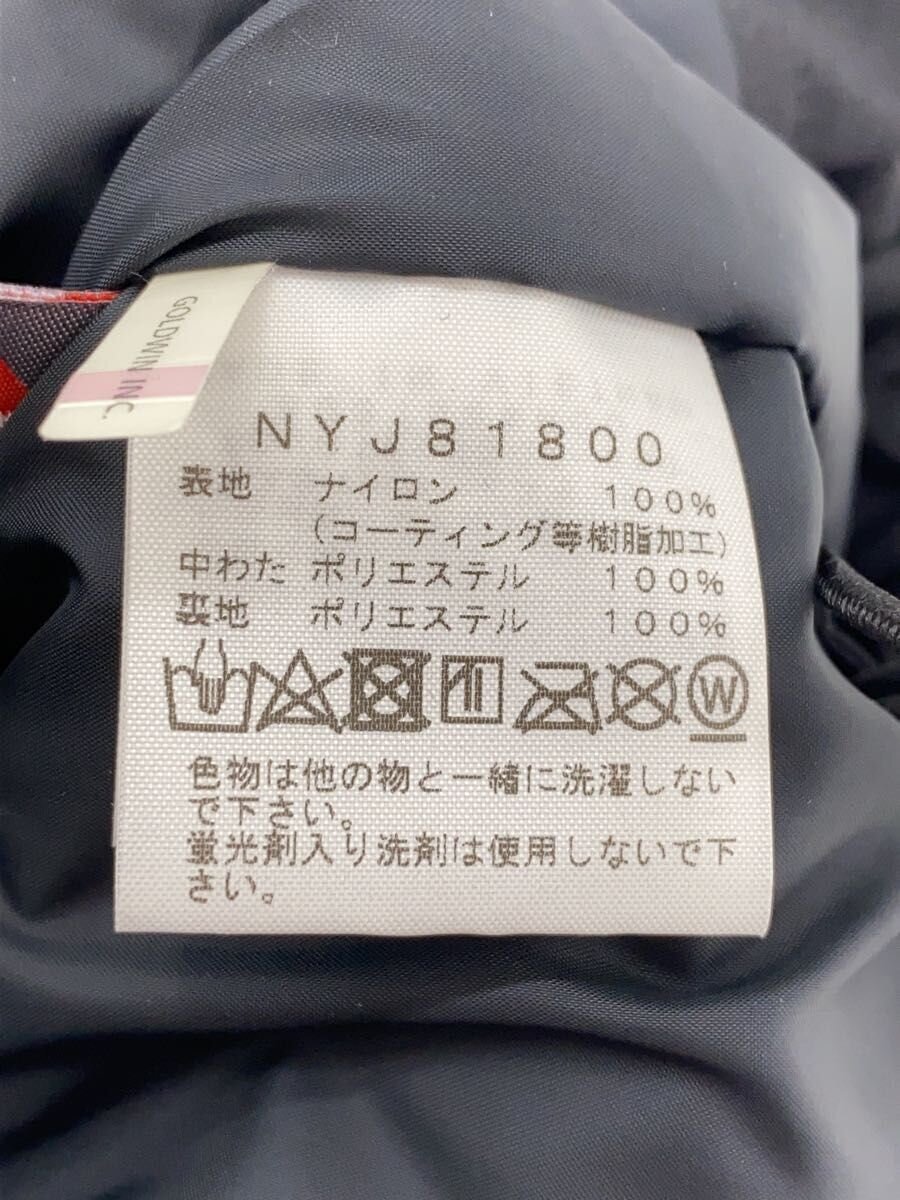 GOLDWIN INC.
NYJ81800
表地 ナイロン 100%
(コーティング等樹脂加工)
中わた ポリエステル 100%
裏地 ポリエステル 100%
W
色物は他の物と一緒に洗濯しない
で下さい。
蛍光剤入り洗剤は使用しないで下
さい。